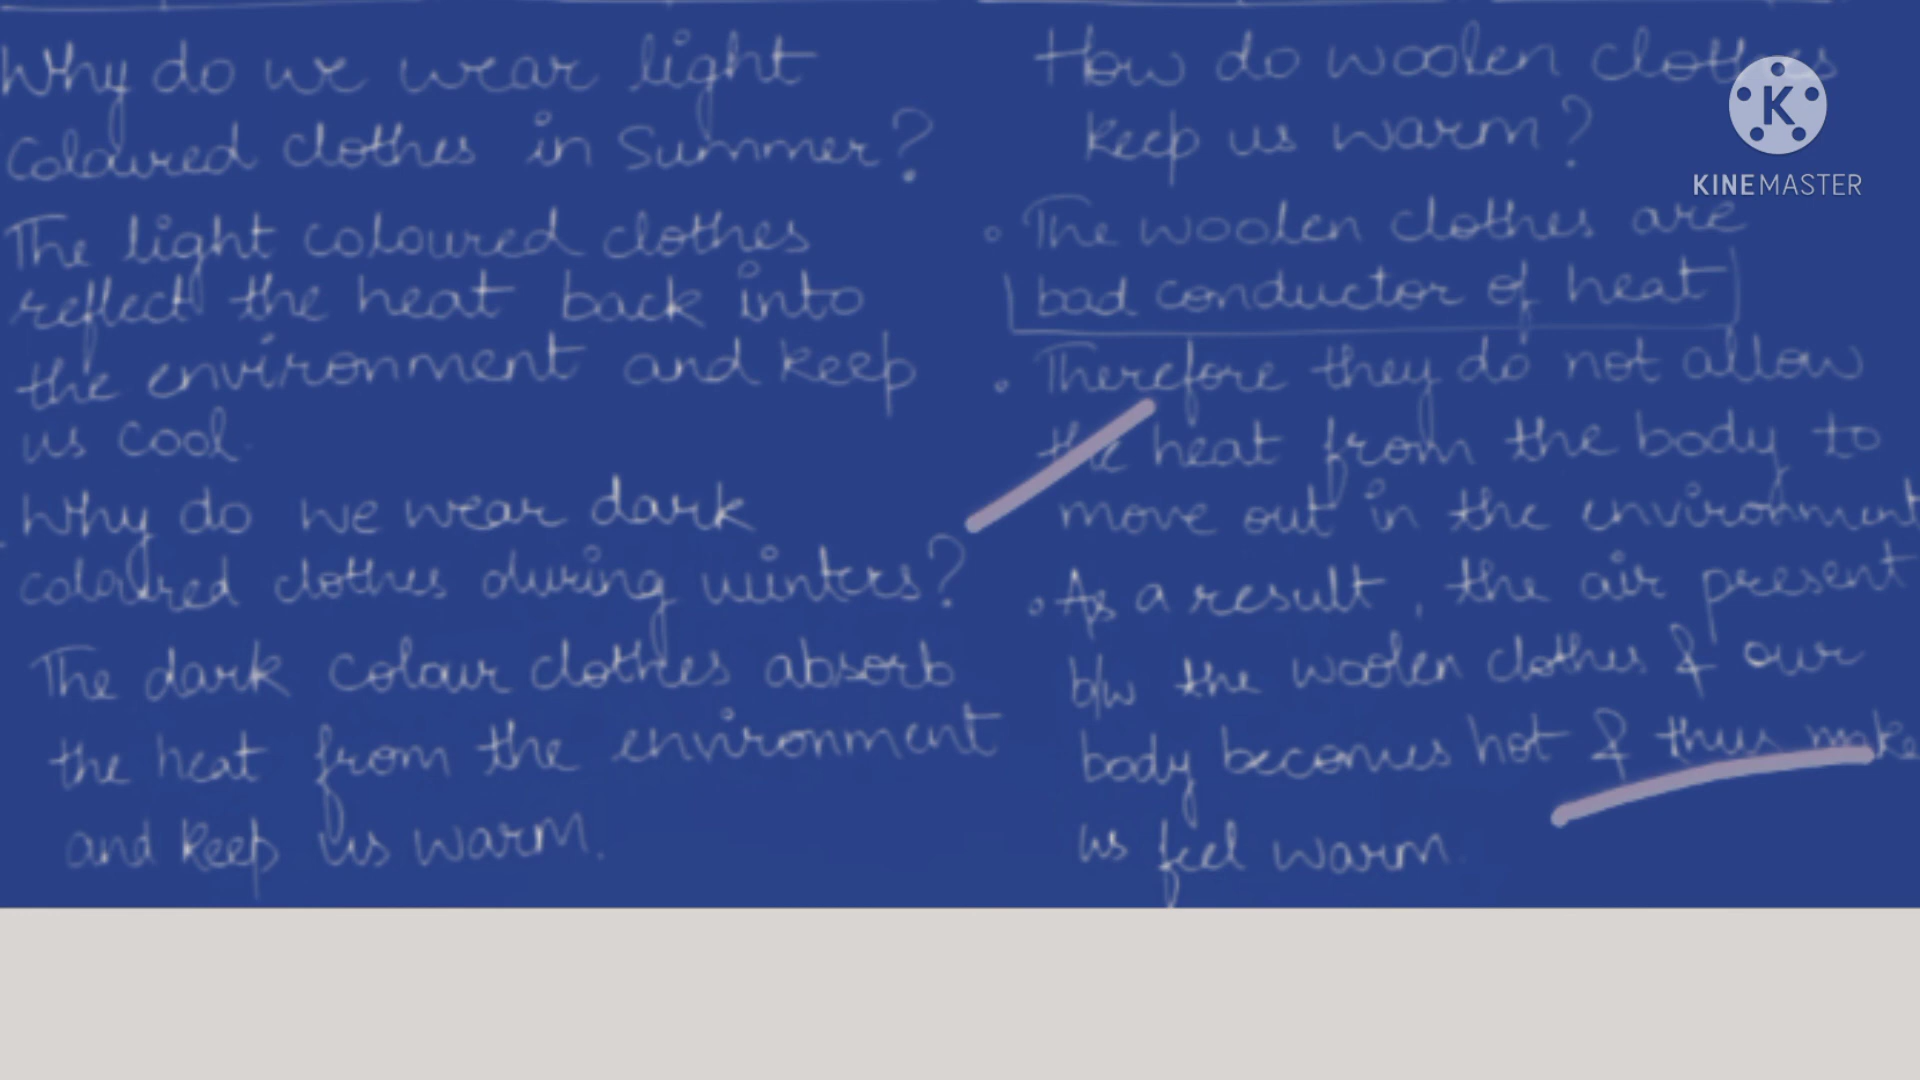 Why do we wear light
coloured clothes in Summer?
The light coloured clothes
reflect the heat back into
the environment and keep
us cool.
Why do we wear dark
coloured clothes during winters?
The dark colour clothes absorb
the heat from the environment
and keep us warm.
How do woolen clothes
keep us warm?
• The woolen clothes are
bad conductor of heat
• Therefore they do not allow
the heat from the body to
move out in the environment
• As a result, the air present
b/w the woolen clothes & our
body becomes hot & thus make
us feel warm.
K
KINEMASTER